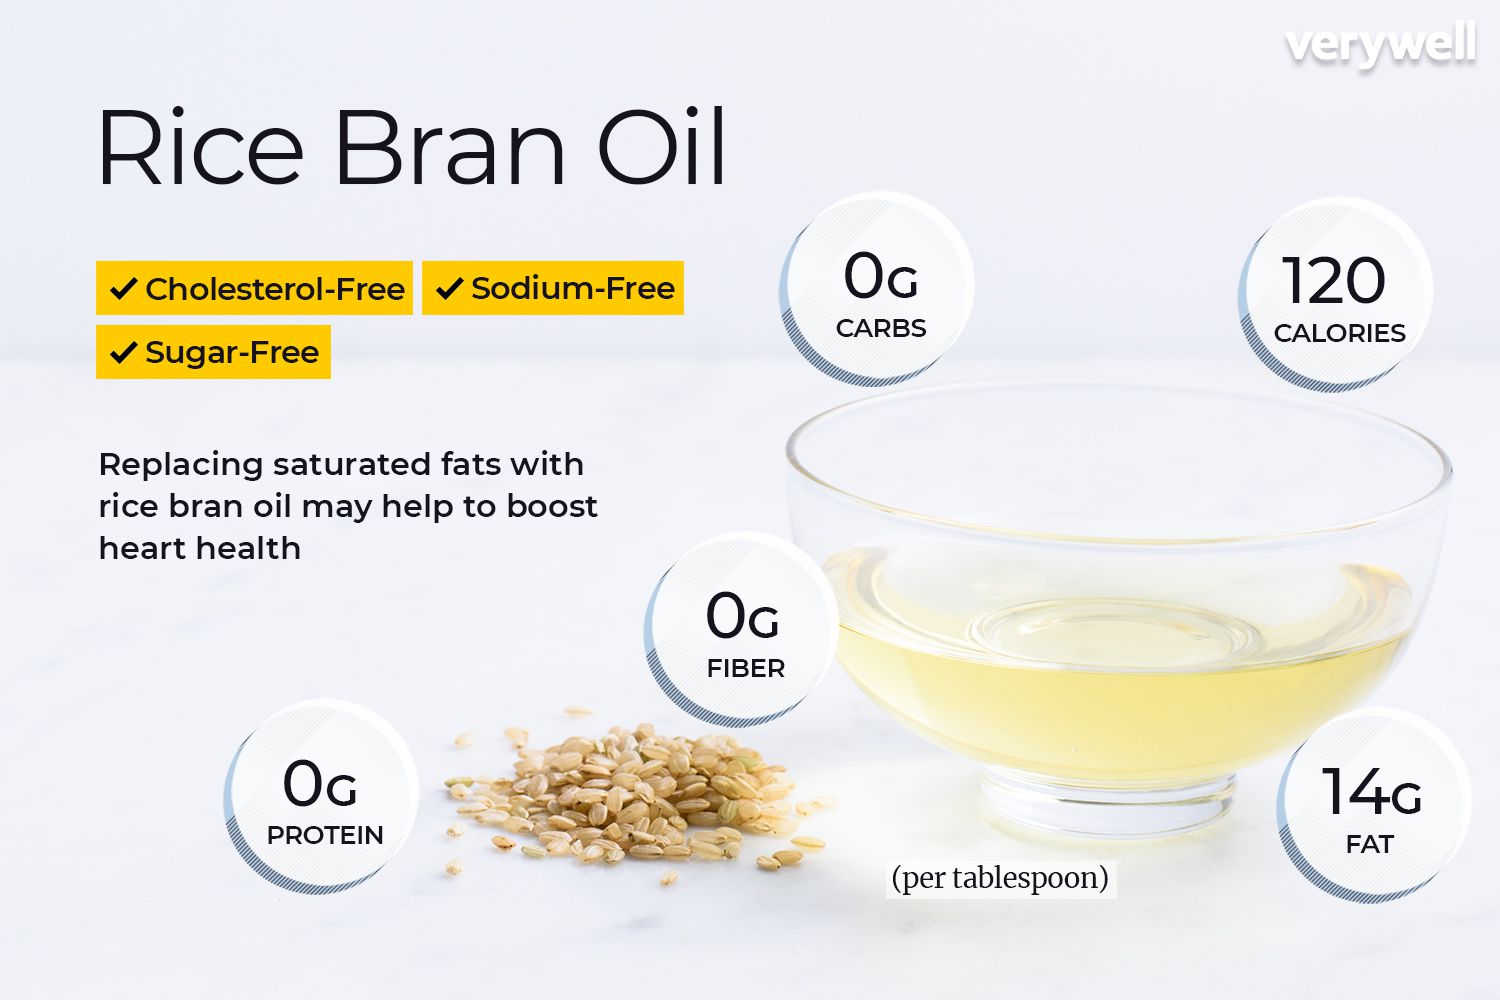 verywell
Rice Bran Oil
Cholesterol-Free
Sodium-Free
Sugar-Free
Replacing saturated fats with
rice bran oil may help to boost
heart health
0G
CARBS
120
CALORIES
0G
FIBER
0G
PROTEIN
14G
FAT
(per tablespoon)